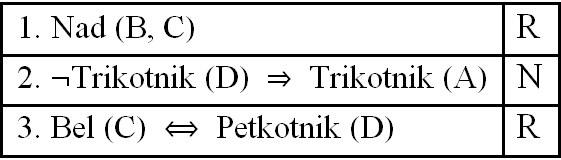 1. Nad (B, C) R
2. ¬Trikotnik (D) ⇒ Trikotnik (A) N
3. Bel (C) ⇔ Petkotnik (D) R